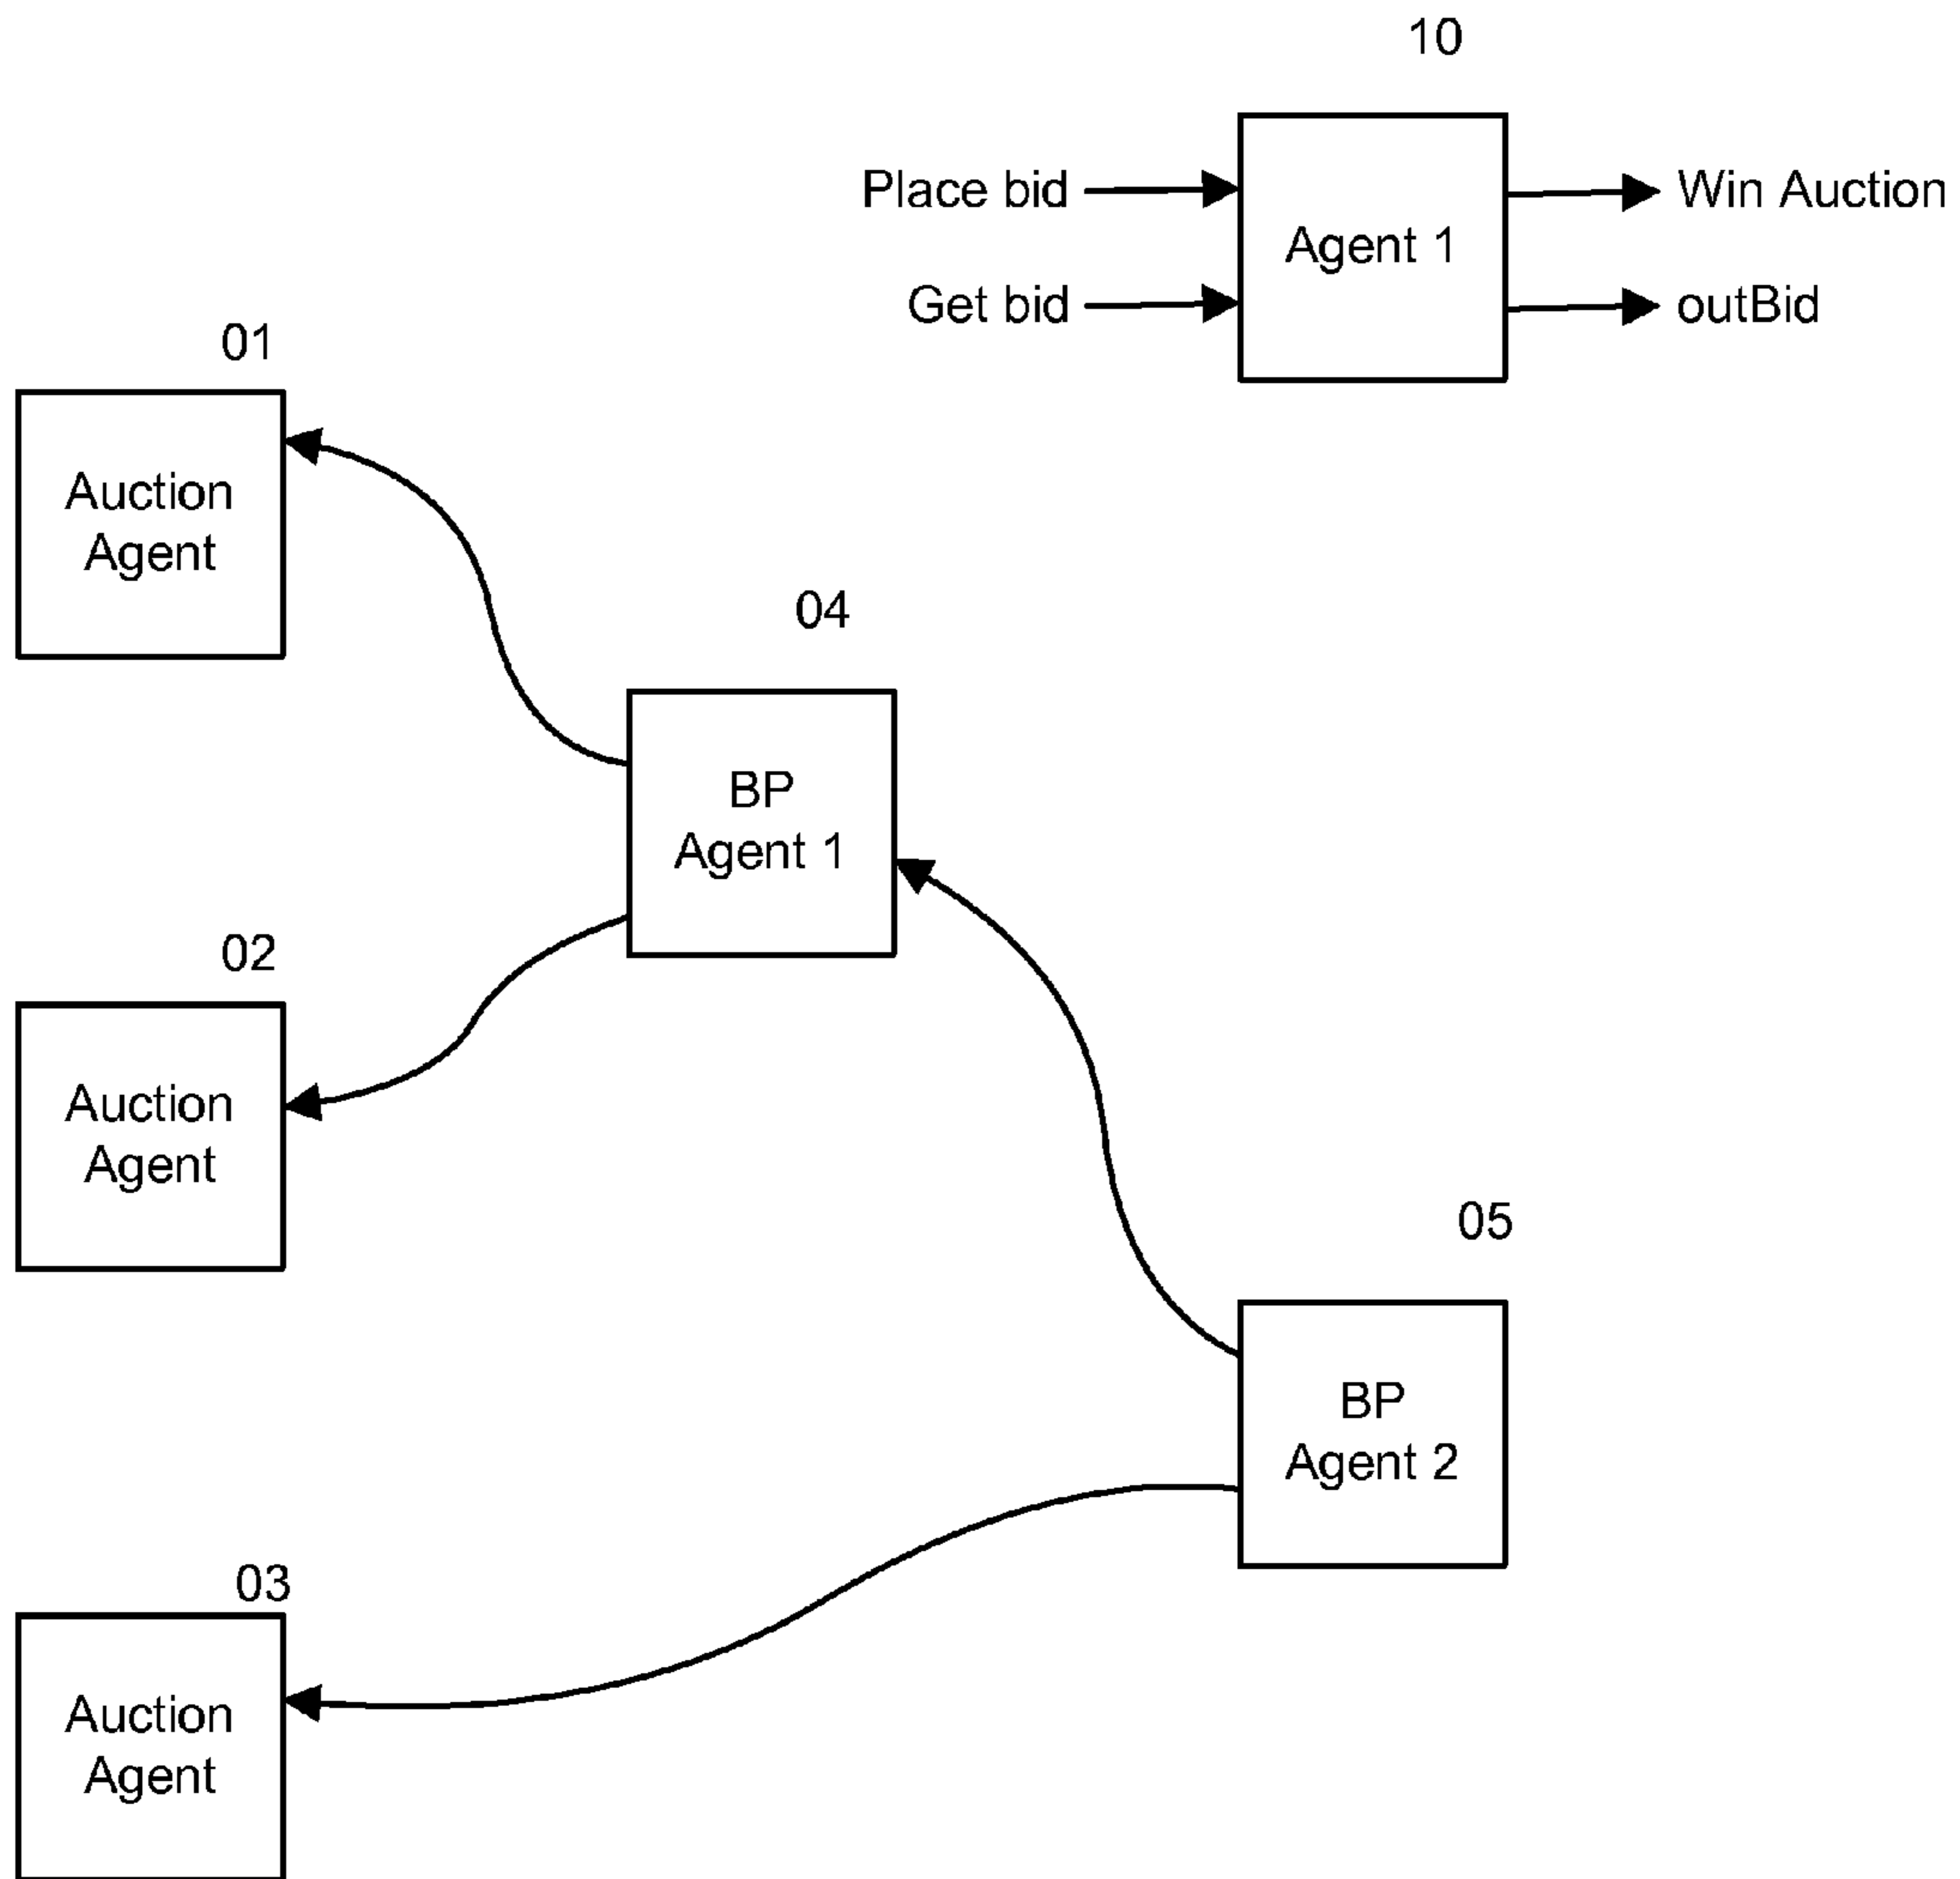 10
Place bid
Win Auction
Agent 1
Get bid
outBid
01
Auction
Agent
04
BP
Agent 1
02
Auction
Agent
05
BP
Agent 2
03
Auction
Agent